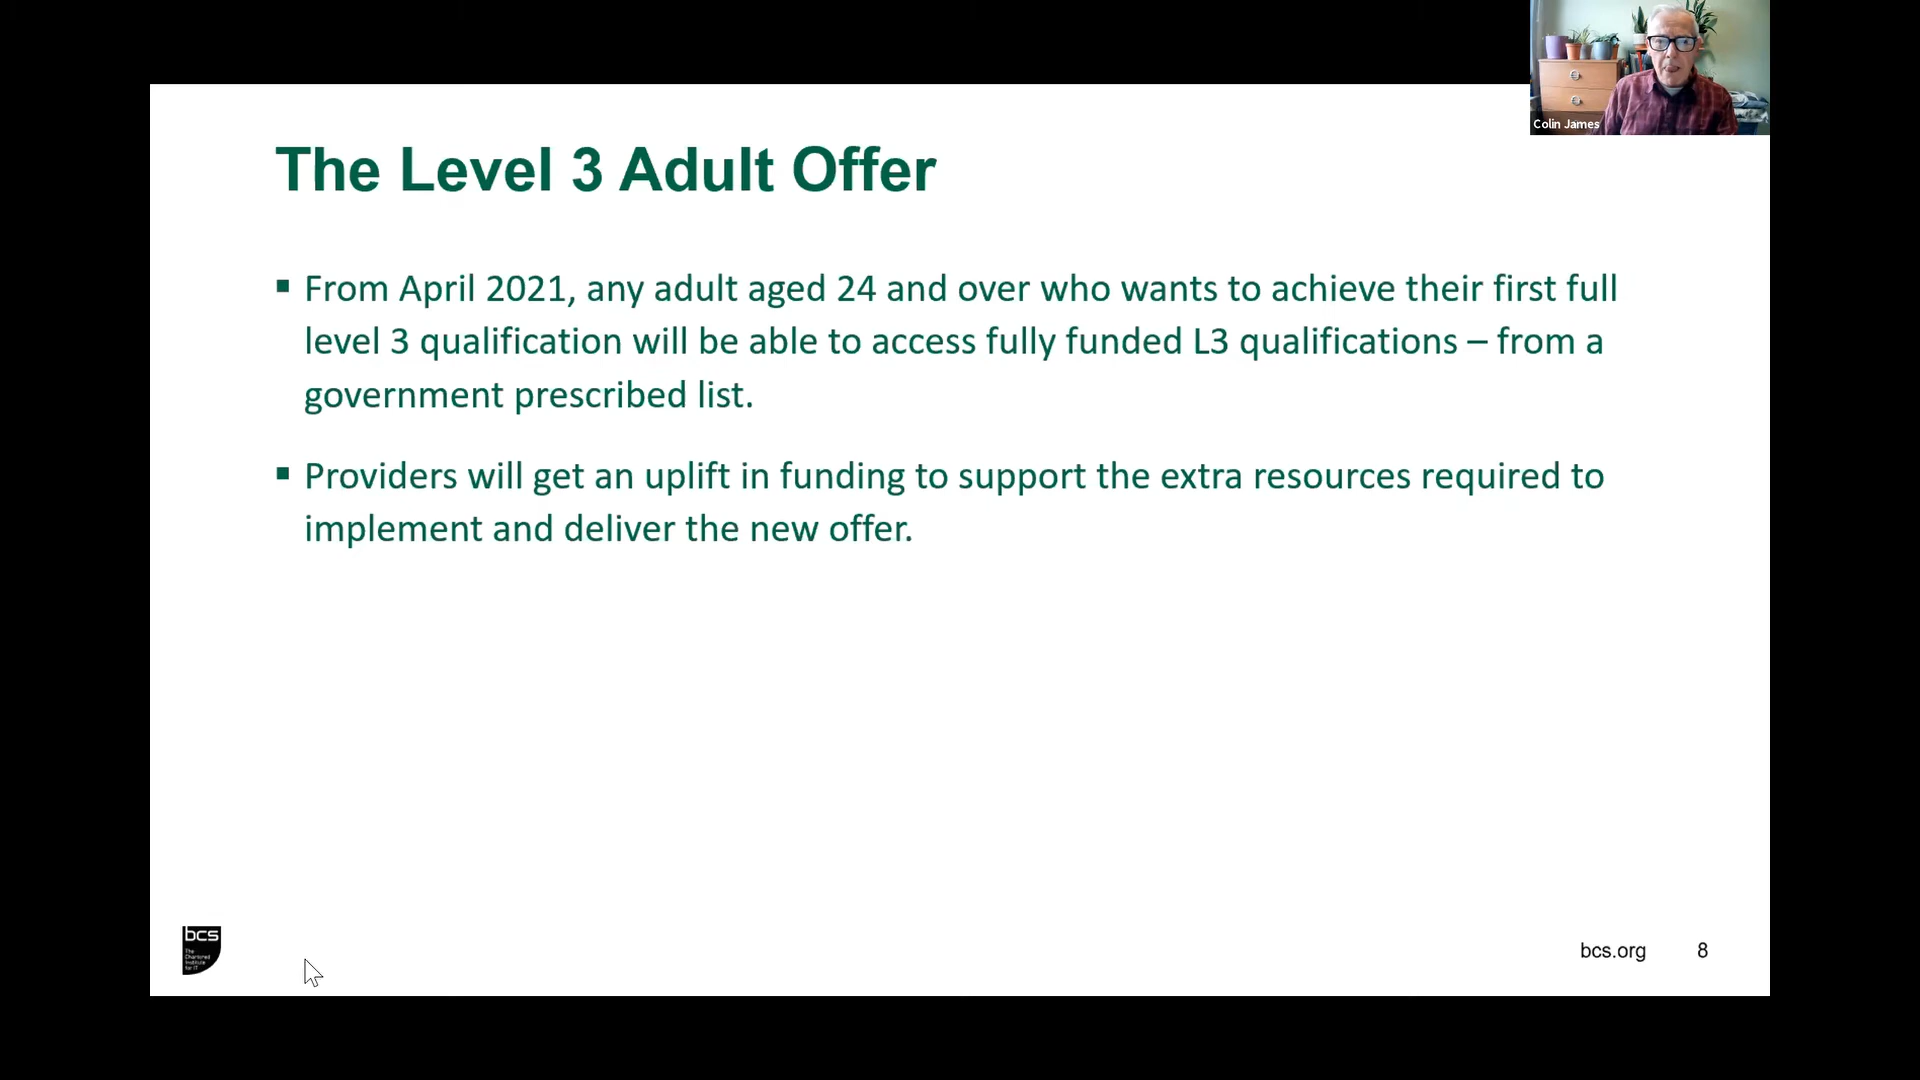 Colin James
The Level 3 Adult Offer
▪ From April 2021, any adult aged 24 and over who wants to achieve their first full
level 3 qualification will be able to access fully funded L3 qualifications – from a
government prescribed list.
▪ Providers will get an uplift in funding to support the extra resources required to
implement and deliver the new offer.
bcs
The
Chartered
Institute
for IT
bcs.org 8